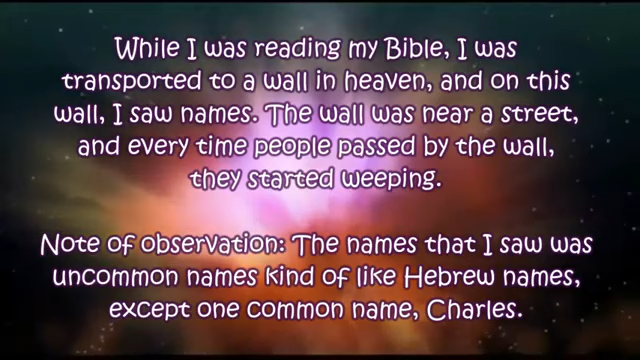 While I was reading my Bible, I was
transported to a wall in heaven, and on this
wall, I saw names. The wall was near a street,
and every time people passed by the wall,
they started weeping.
Note of observation: The names that I saw was
uncommon names kind of like Hebrew names,
except one common name, Charles.